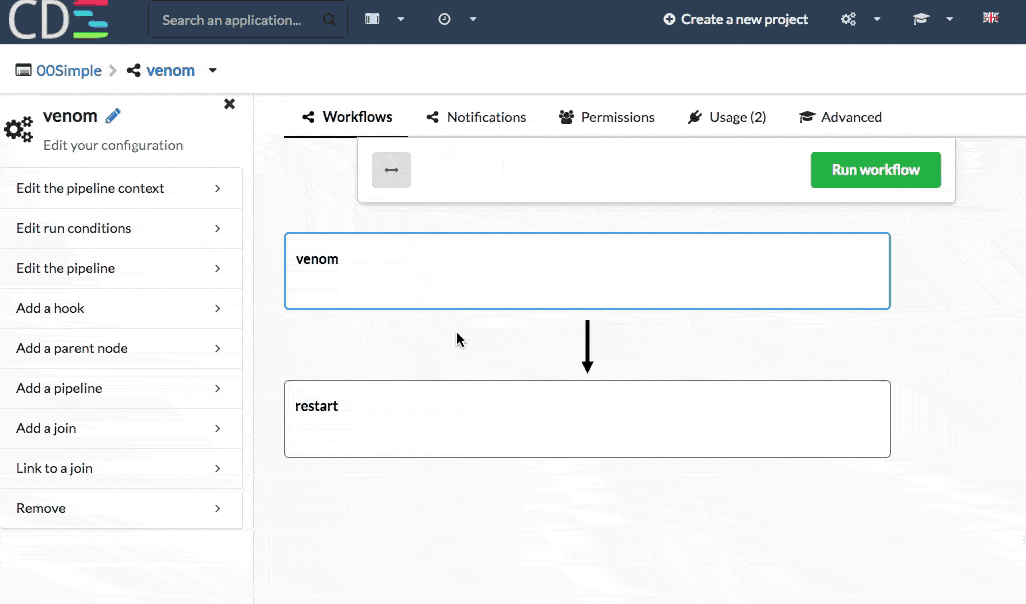 CDE
Search an application...
Create a new project
00Simple
venom
venom
Edit your configuration
Workflows
Notifications
Permissions
Usage (2)
Advanced
Edit the pipeline context
Edit run conditions
Edit the pipeline
Add a hook
Add a parent node
Add a pipeline
Add a join
Link to a join
Remove
Run workflow
venom
restart